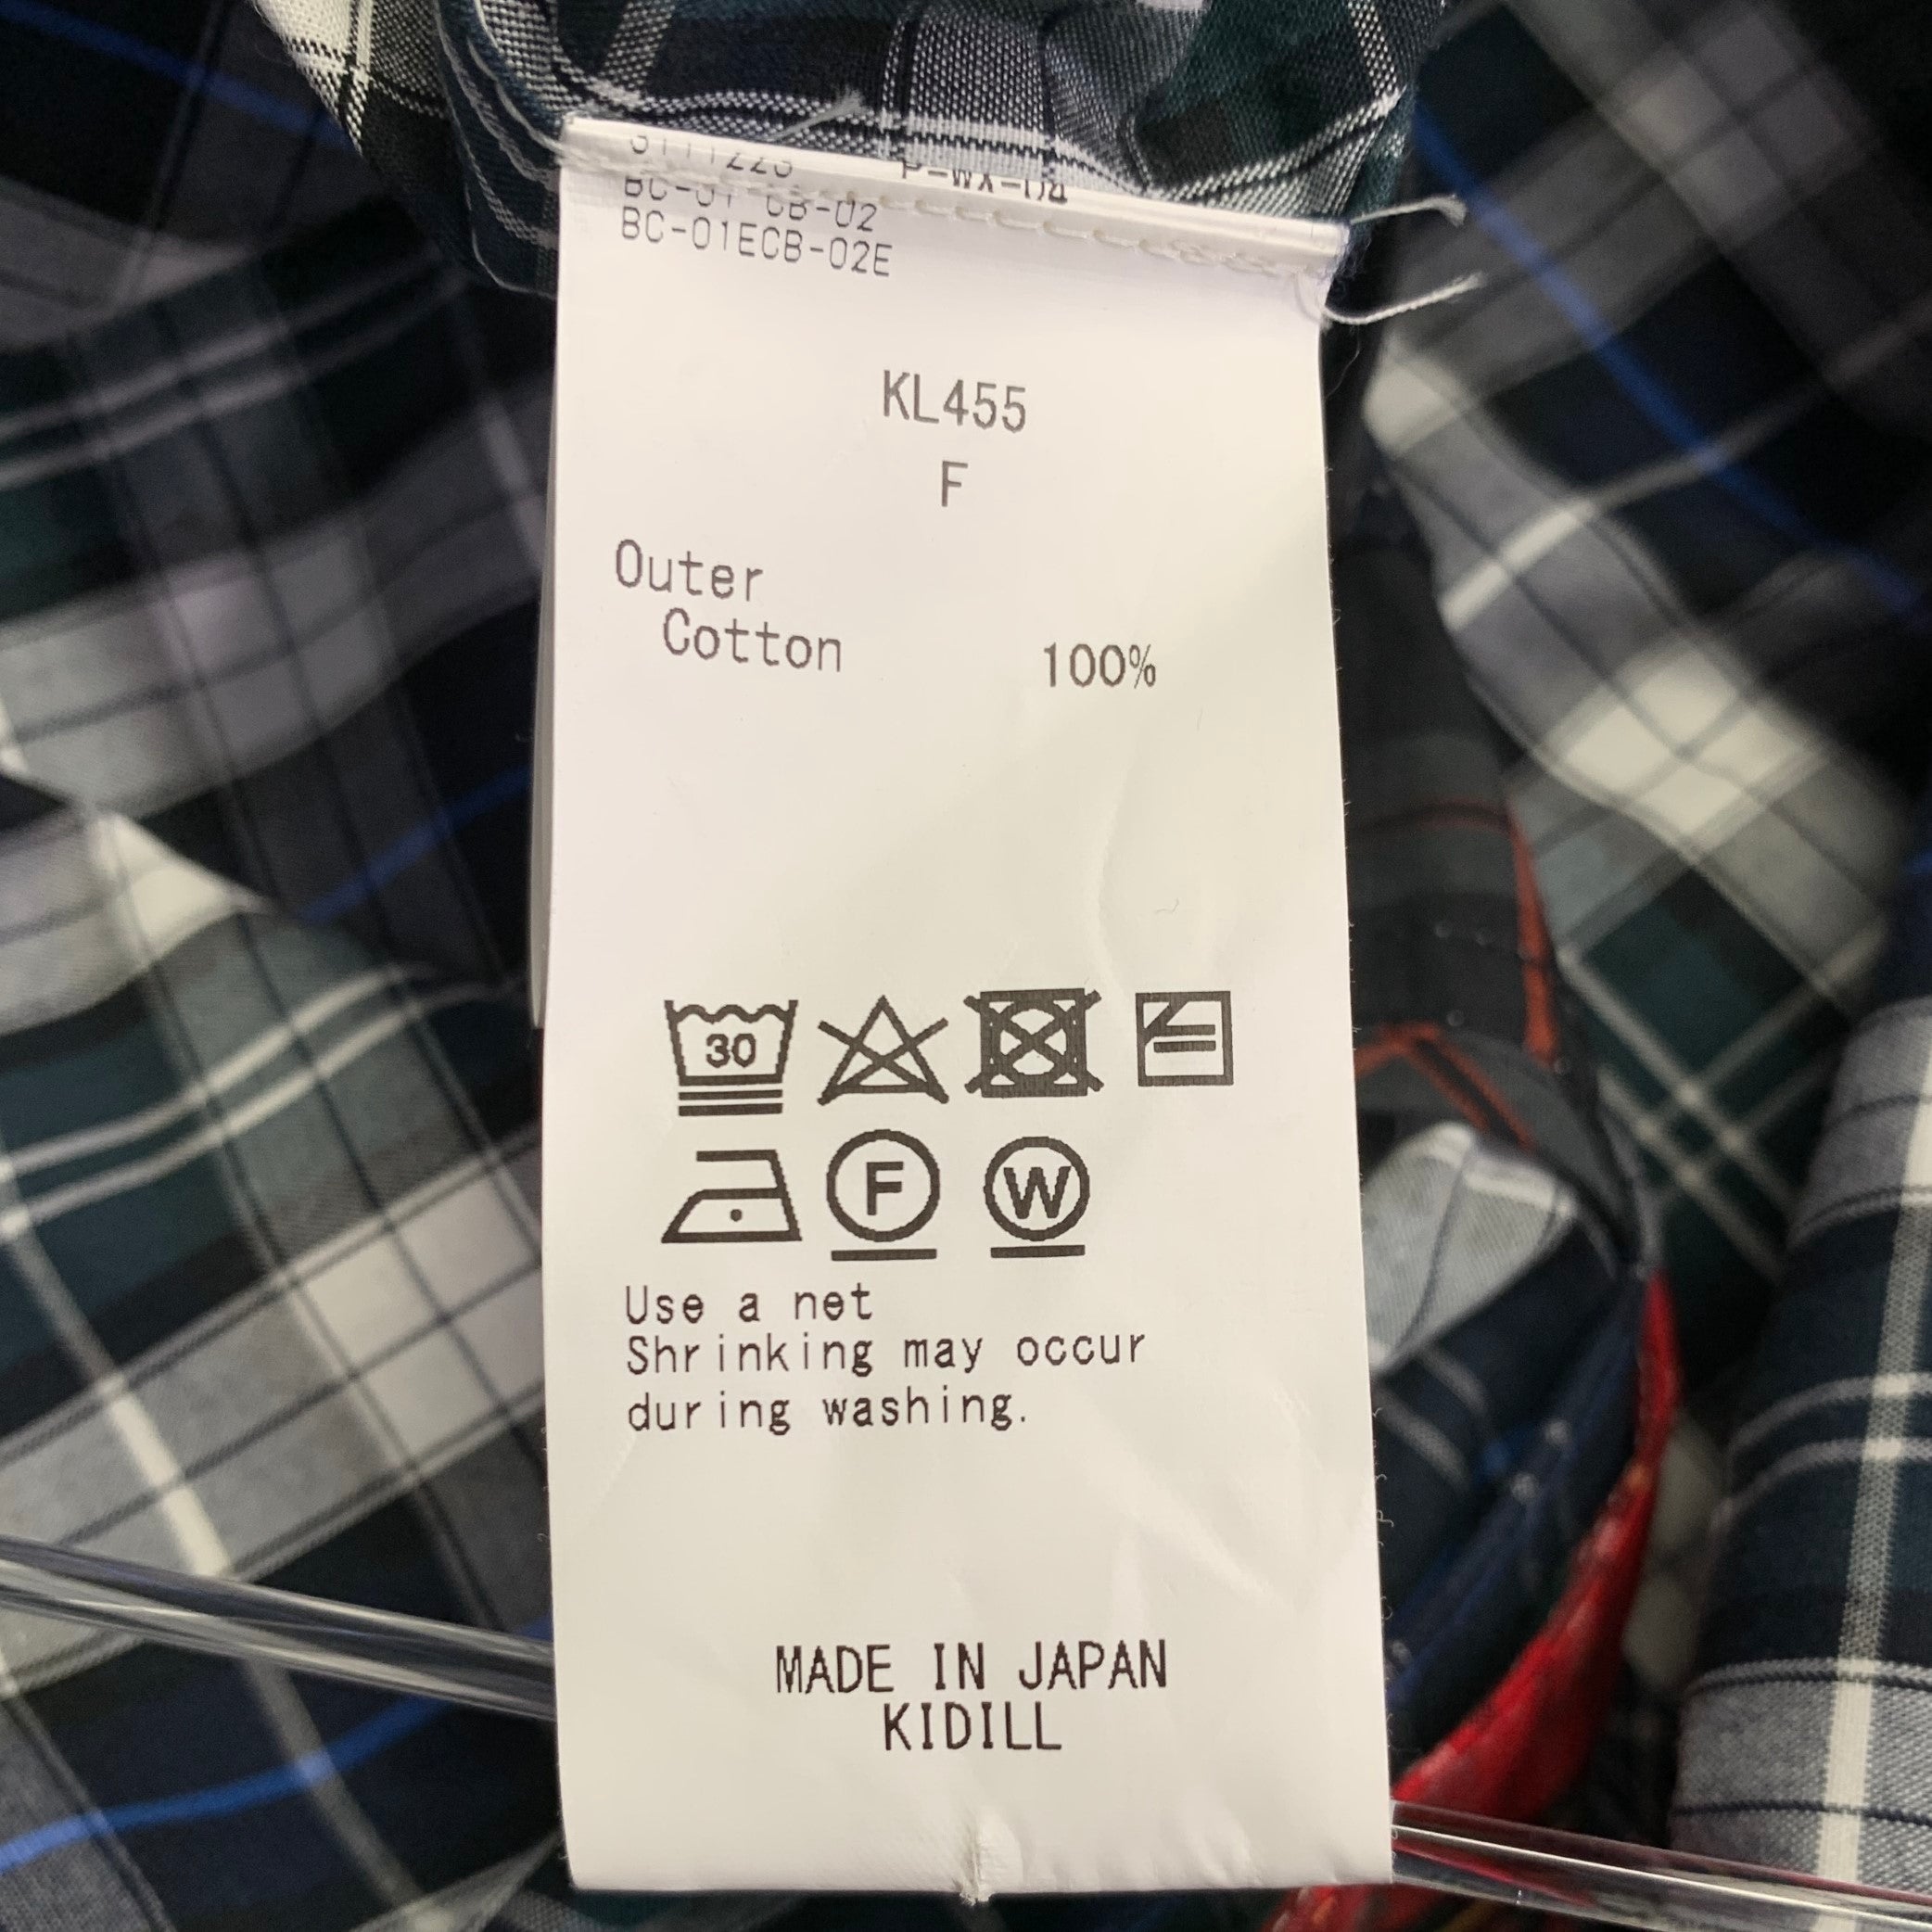 BC-01ECB-02E
KL455
F
Outer
Cotton 100%
30
F W
Use a net
Shrinking may occur
during washing.
MADE IN JAPAN
KIDILL